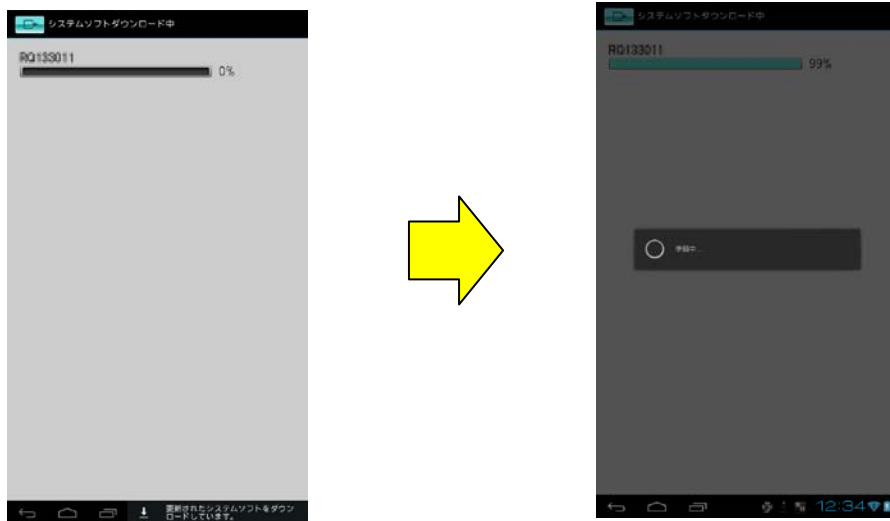 システムソフトダウンロード中
RQ133011
0%
更新されたシステムソフトをダウン
ロードしています。
システムソフトダウンロード中
RQ133011
99%
準備中...
12:34